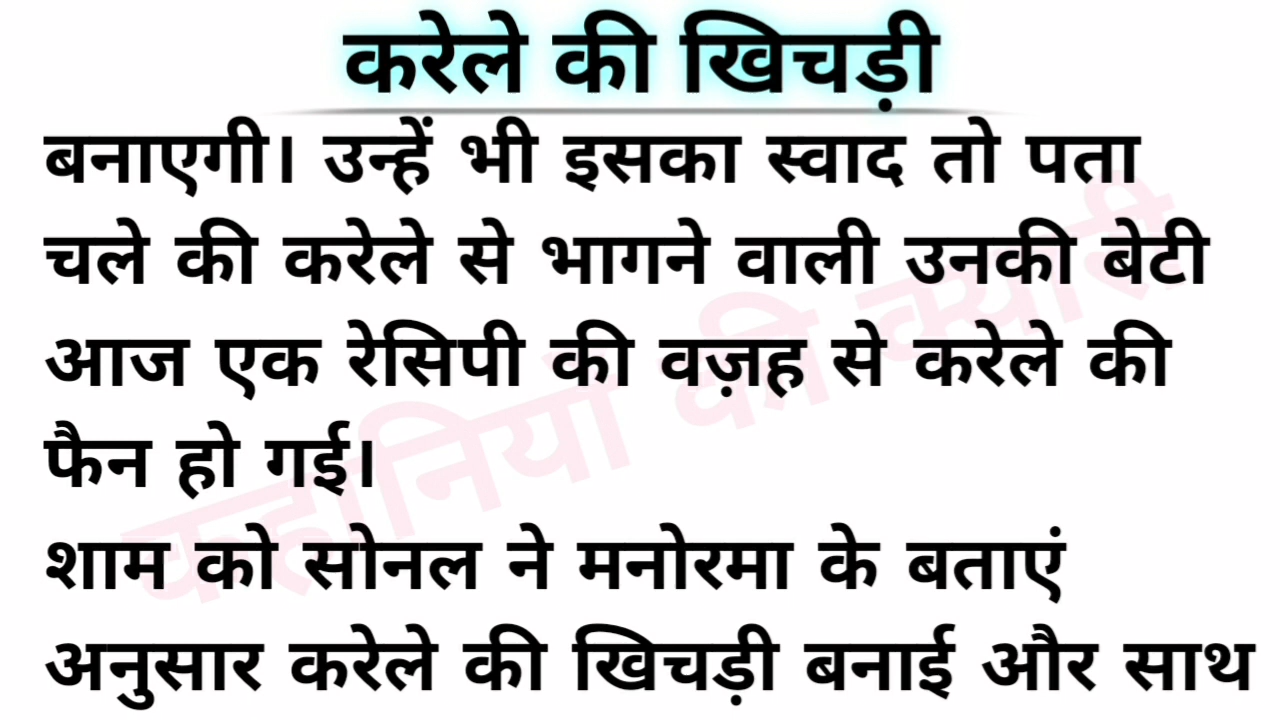 करेले की खिचड़ी
बनाएगी। उन्हें भी इसका स्वाद तो पता
चले की करेले से भागने वाली उनकी बेटी
आज एक रेसिपी की वज़ह से करेले की
फैन हो गई।
शाम को सोनल ने मनोरमा के बताएं
अनुसार करेले की खिचड़ी बनाई और साथ
कहानियों की क्यारी